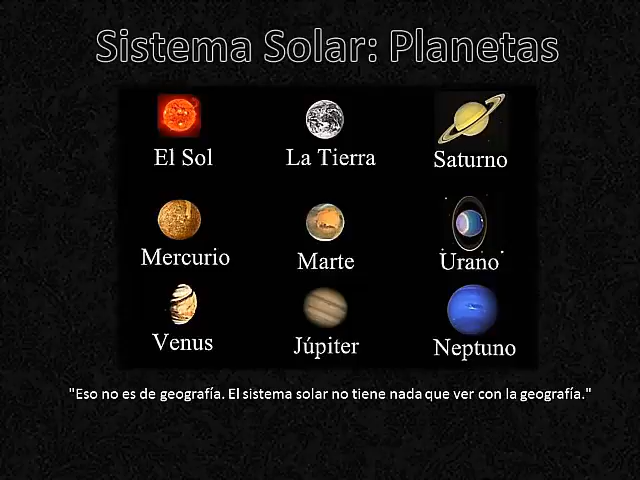 Sistema Solar: Planetas
El Sol
La Tierra
Saturno
Mercurio
Marte
Urano
Venus
Júpiter
Neptuno
"Eso no es de geografía. El sistema solar no tiene nada que ver con la geografía."